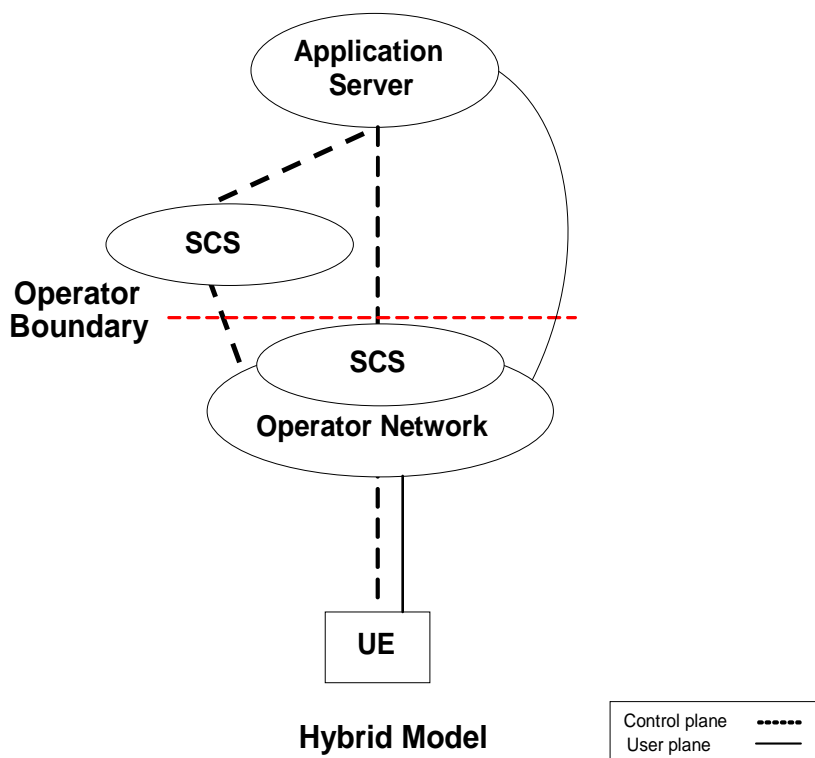 Application
Server
SCS
Operator
Boundary
SCS
Operator Network
UE
Hybrid Model
Control plane
User plane